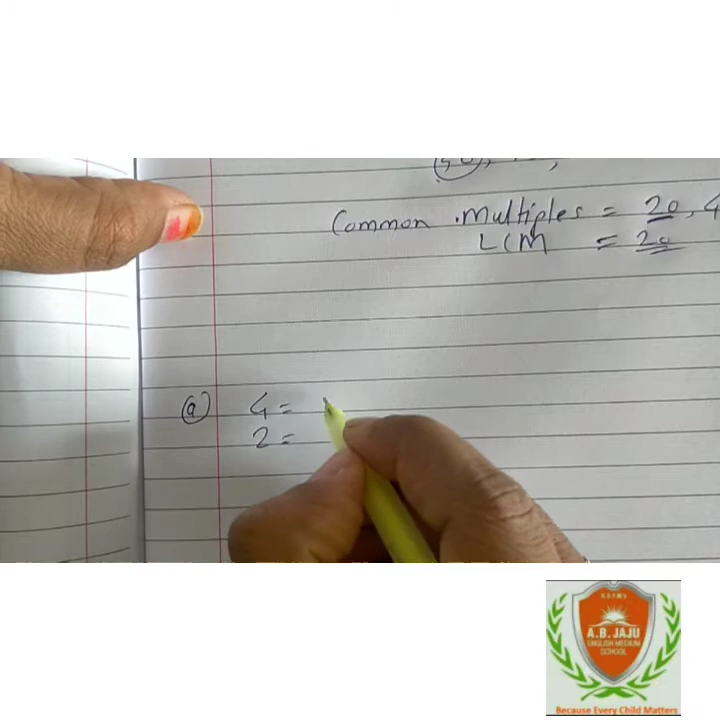 Common Multiples = 20, 4
LCM = 20
(a) 4 =
2 =
A.B. JAJU
ENGLISH MEDIUM
SCHOOL
Because Every Child Matters